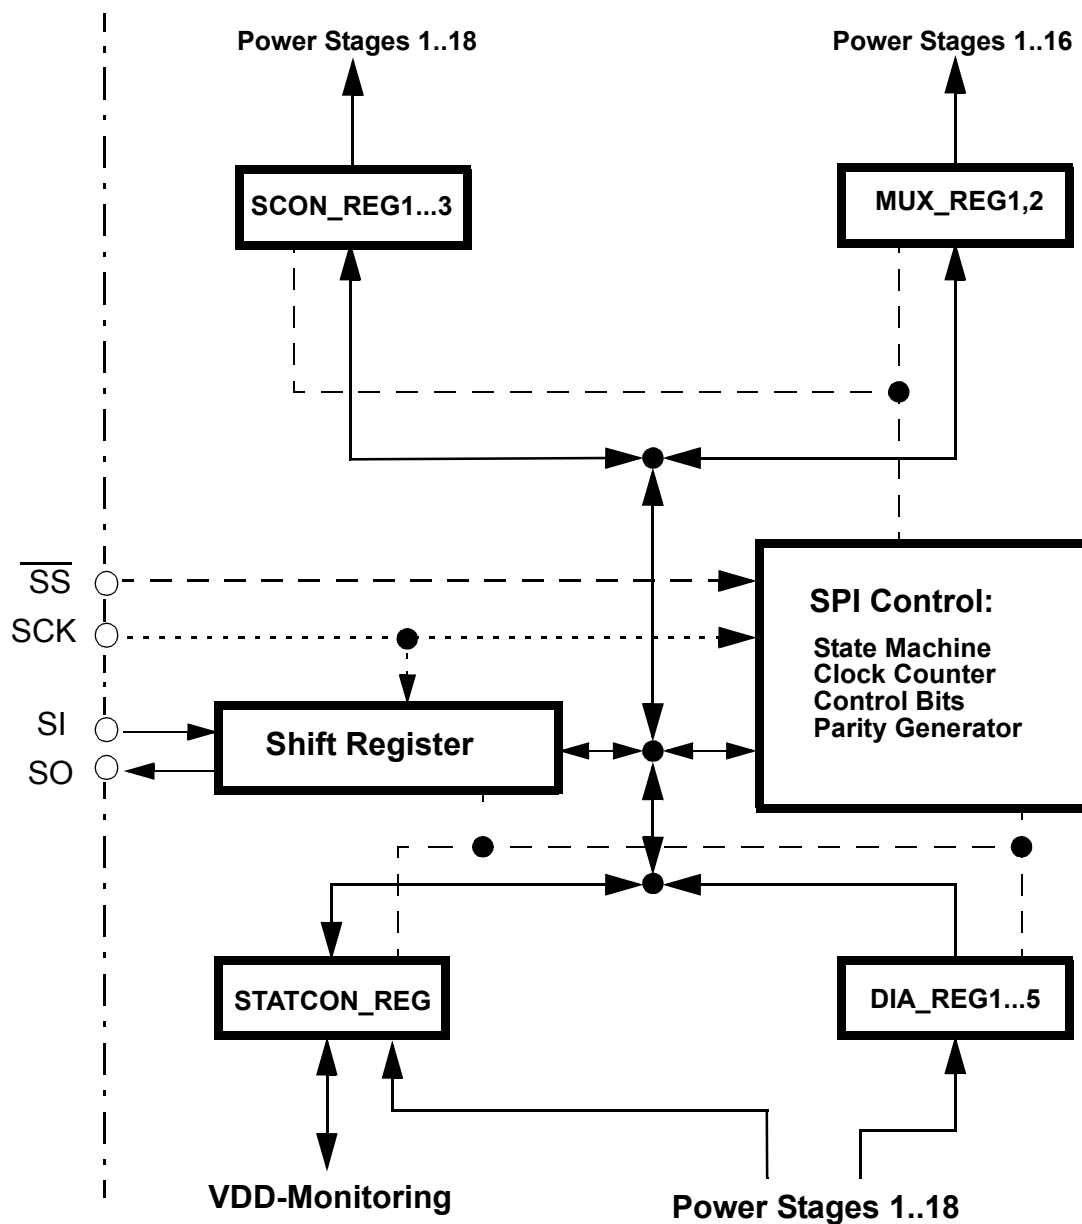 Power Stages 1..18
Power Stages 1..16
SCON_REG1...3
MUX_REG1,2
SS
SCK
SI
SO
SPI Control:
State Machine
Clock Counter
Control Bits
Parity Generator
Shift Register
STATCON_REG
DIA_REG1...5
VDD-Monitoring
Power Stages 1..18